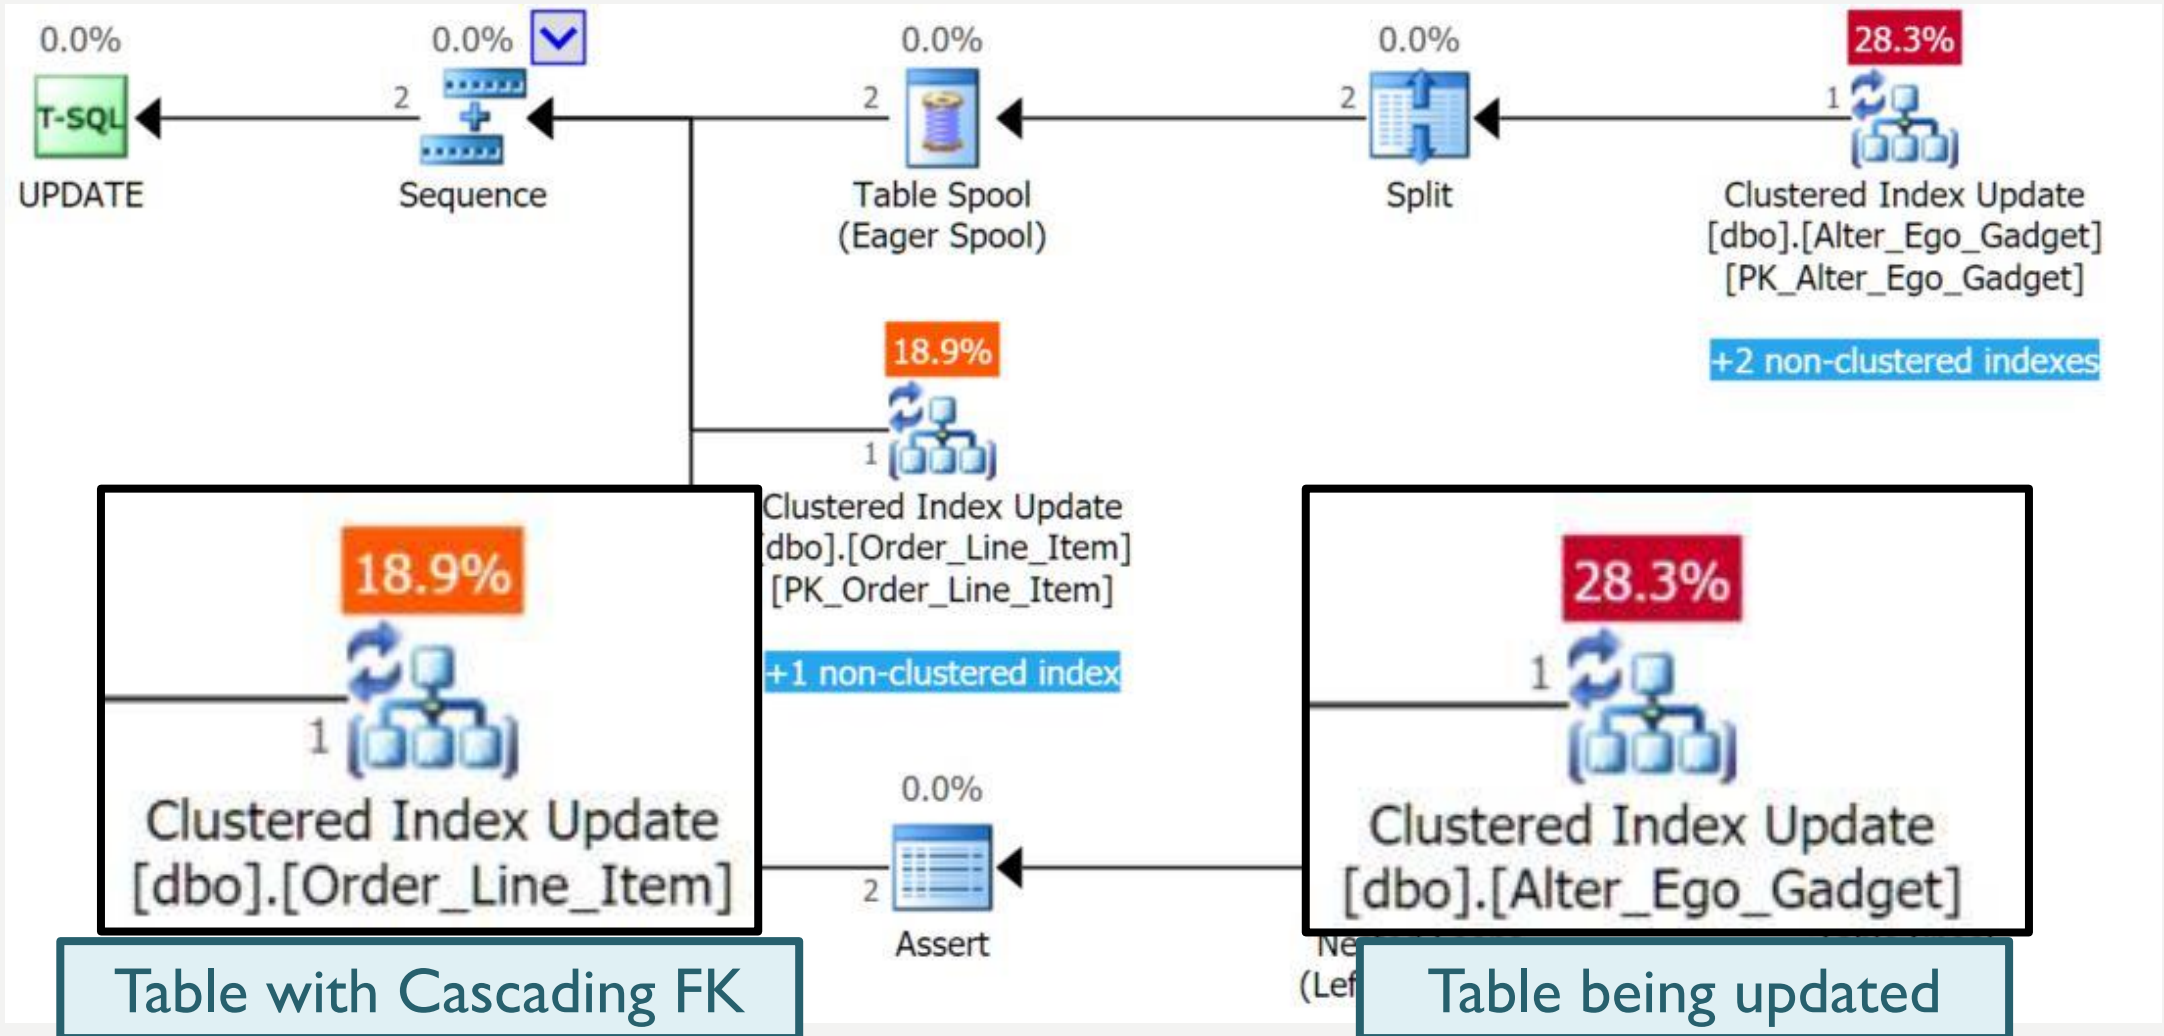 0.0%
0.0%
0.0%
0.0%
28.3%
2
2
2
1
T-SQL
UPDATE
Sequence
Table Spool
(Eager Spool)
Split
Clustered Index Update
[dbo].[Alter_Ego_Gadget]
[PK_Alter_Ego_Gadget]
+2 non-clustered indexes
18.9%
1
Clustered Index Update
dbo].[Order_Line_Item]
[PK_Order_Line_Item]
+1 non-clustered index
18.9%
1
Clustered Index Update
[dbo].[Order_Line_Item]
Table with Cascading FK
0.0%
2
Assert
28.3%
1
Clustered Index Update
[dbo].[Alter_Ego_Gadget]
Table being updated